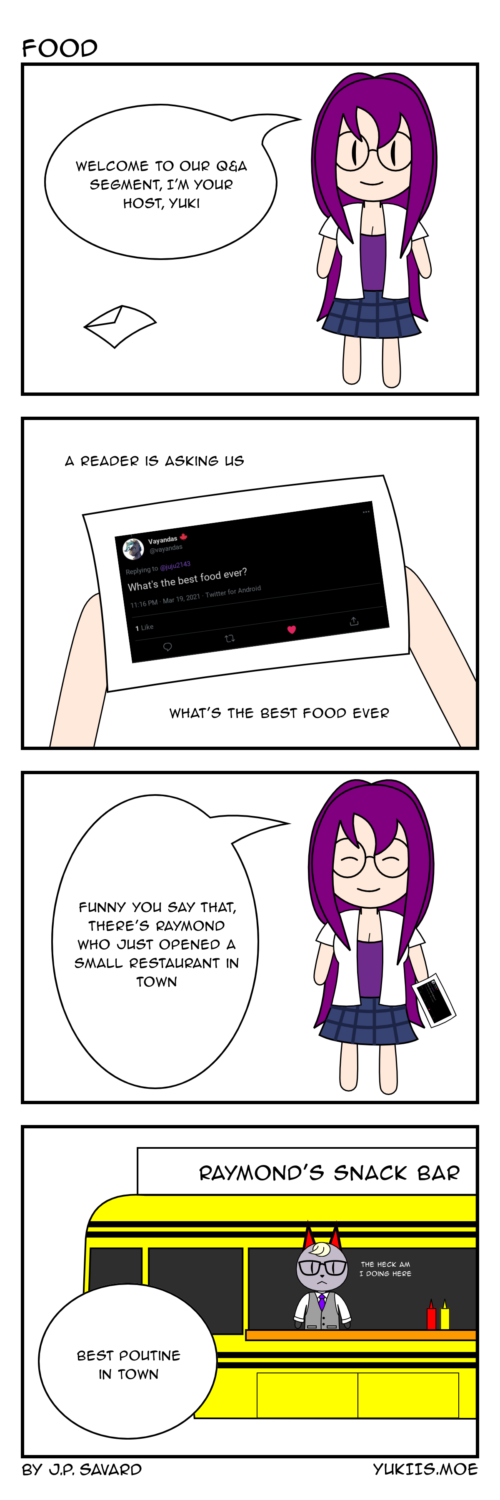 FOOD
WELCOME TO OUR Q&A
SEGMENT, I'M YOUR
HOST, YUKI
A READER IS ASKING US
Vayandas
@vayandas
Replying to @juju2143
What's the best food ever?
11:16 PM · Mar 19, 2021 · Twitter for Android
1 Like
WHAT'S THE BEST FOOD EVER
FUNNY YOU SAY THAT,
THERE'S RAYMOND
WHO JUST OPENED A
SMALL RESTAURANT IN
TOWN
RAYMOND'S SNACK BAR
THE HECK AM
I DOING HERE
BEST POUTINE
IN TOWN
BY J.P. SAVARD
YUKIIS.MOE